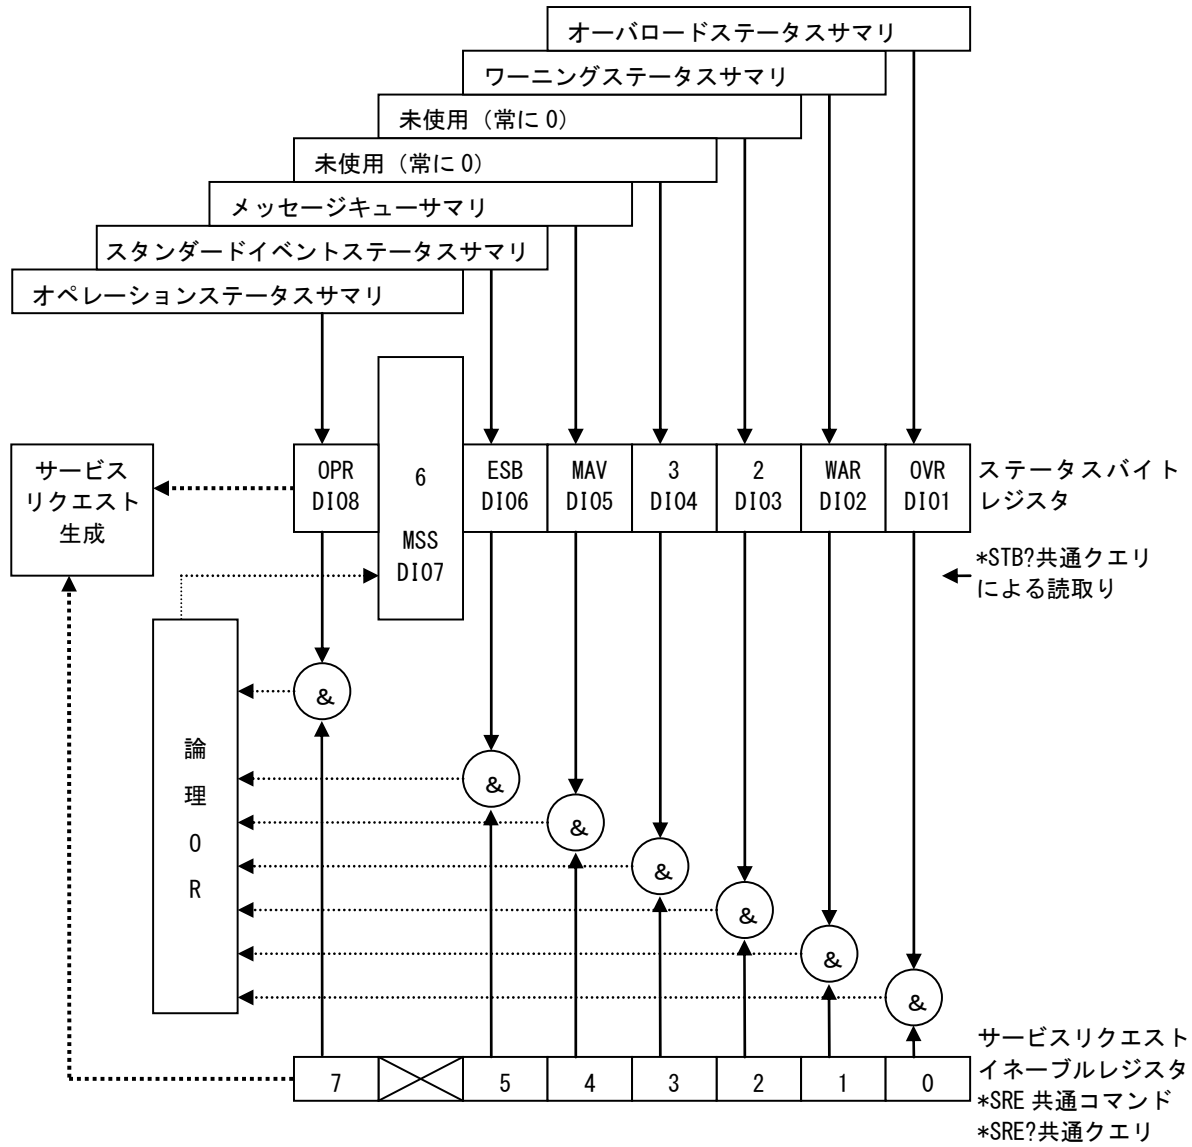 オーバロードステータスサマリ
ワーニングステータスサマリ
未使用（常に0）
未使用（常に0）
メッセージキューサマリ
スタンダードイベントステータスサマリ
オペレーションステータスサマリ
サービス
リクエスト
生成
OPR
DIO8
6
MSS
DIO7
ESB
DIO6
MAV
DIO5
3
DIO4
2
DIO3
WAR
DIO2
OVR
DIO1
ステータスバイト
レジスタ
*STB?共通クエリ
による読取り
論
理
O
R
&
&
&
&
&
&
&
7
5
4
3
2
1
0
サービスリクエスト
イネーブルレジスタ
*SRE 共通コマンド
*SRE?共通クエリ